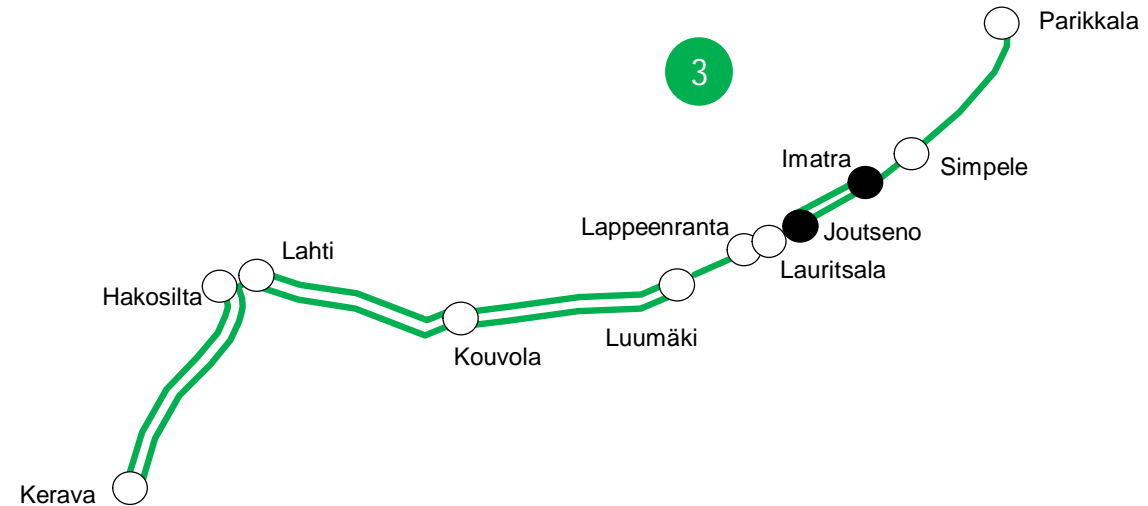 Parikkala
3
Imatra
Simpele
Lappeenranta
Joutseno
Lauritsala
Lahti
Hakosilta
Luumäki
Kouvola
Kerava